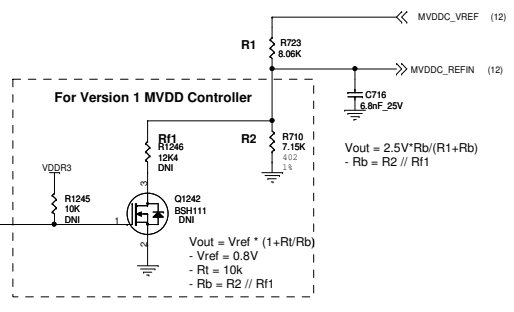 MVDDC_VREF (12)
R1
R723
8.06K
MVDDC_REFIN (12)
For Version 1 MVDD Controller
C716
6.8nF_25V
Rf1
R1246
12K4
DNI
R2
R710
7.15K
402
1%
Vout = 2.5V*Rb/(R1+Rb)
- Rb = R2 // Rf1
VDDR3
R1245
10K
DNI
3
1
2
Q1242
BSH111
DNI
Vout = Vref * (1+Rt/Rb)
- Vref = 0.8V
- Rt = 10k
- Rb = R2 // Rf1